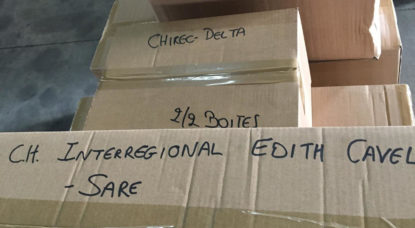 CHIREC-DELTA
2/2 BOITES
C.H. INTERREGIONAL EDITH CAVEL
- SARE